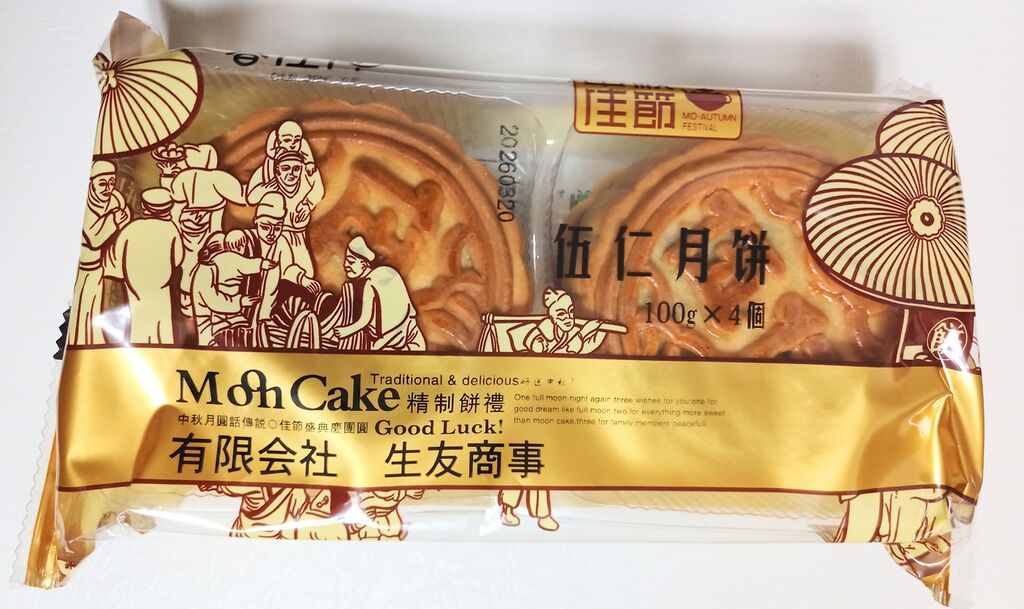 佳節
MID-AUTUMN
FESTIVAL
20260320
伍仁月饼
100g×4個
Moon Cake
Traditional & delicious
精制餅禮
中秋月圓話傳説○佳節盛典慶團圓 Good Luck!
One full moon night again,three wishes for you:one for
good dream like full moon,two for everything more sweet
than moon cake,three for family members peacefull.
有限会社 生友商事